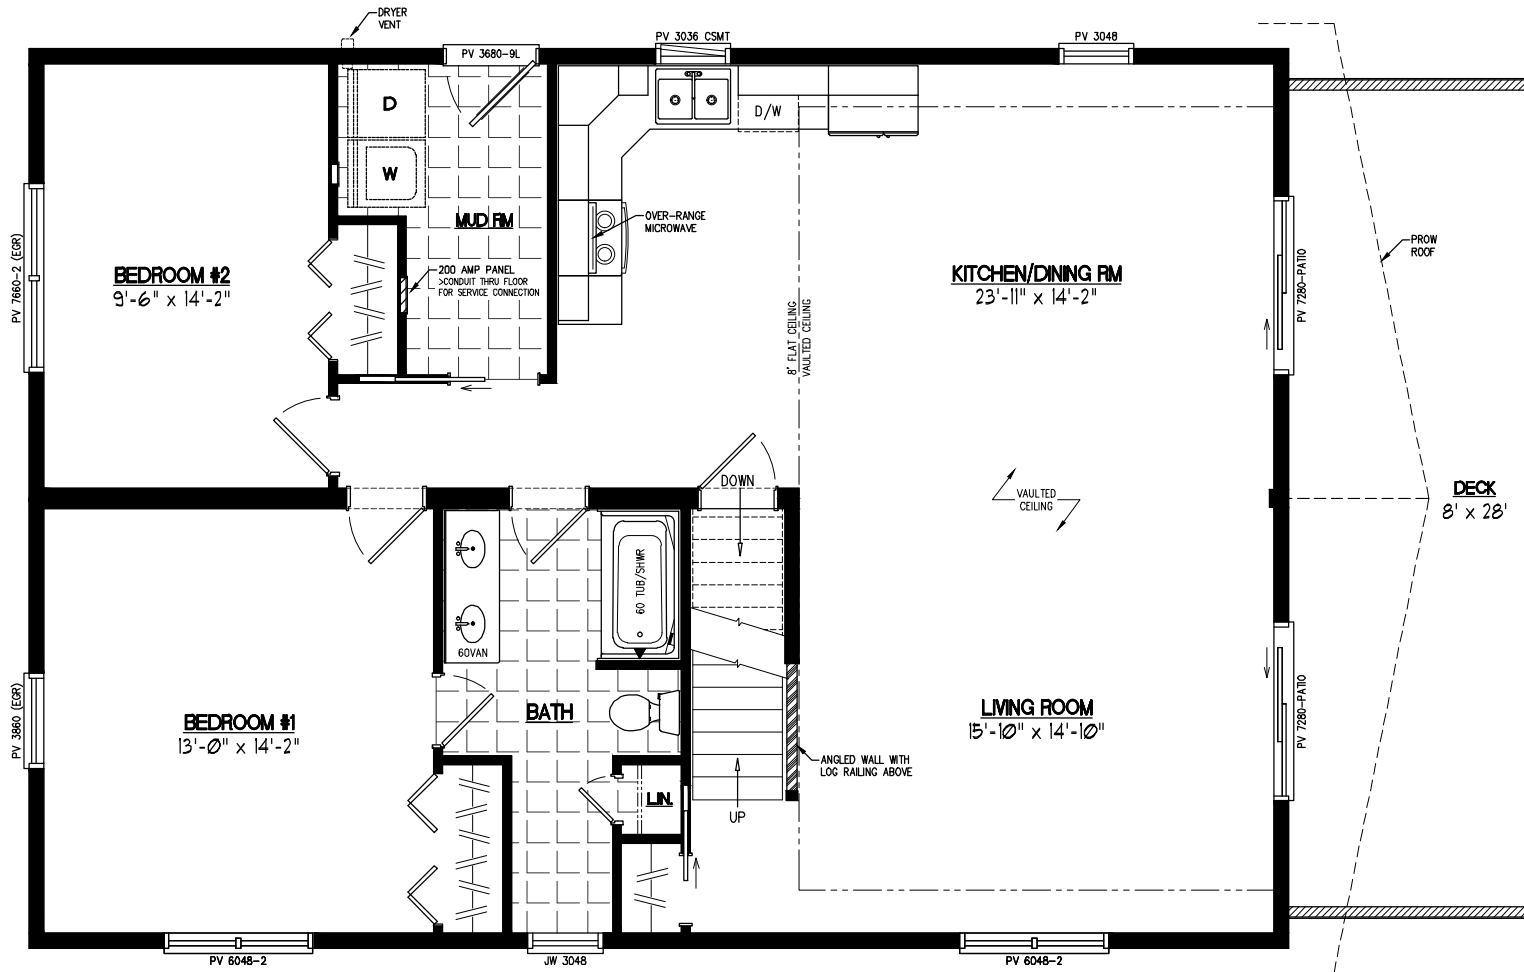 DRYER
VENT
PV 3680-9L
PV 3036 CSMT
PV 3048
D
W
D/W
MUD RM
OVER-RANGE
MICROWAVE
PROW
ROOF
PV 7660-2 (EGR)
BEDROOM #2
9'-6" x 14'-2"
200 AMP PANEL
>CONDUIT THRU FLOOR
FOR SERVICE CONNECTION
KITCHEN/DINING RM
23'-11" x 14'-2"
PV 7280-PATIO
8' FLAT CEILING
VAULTED CEILING
DOWN
VAULTED
CEILING
DECK
8' x 28'
60 TUB/SHWR
60VAN
PV 3860 (EGR)
BEDROOM #1
13'-0" x 14'-2"
BATH
LIVING ROOM
15'-10" x 14'-10"
PV 7280-PATIO
ANGLED WALL WITH
LOG RAILING ABOVE
LIN.
UP
PV 6048-2
JW 3048
PV 6048-2